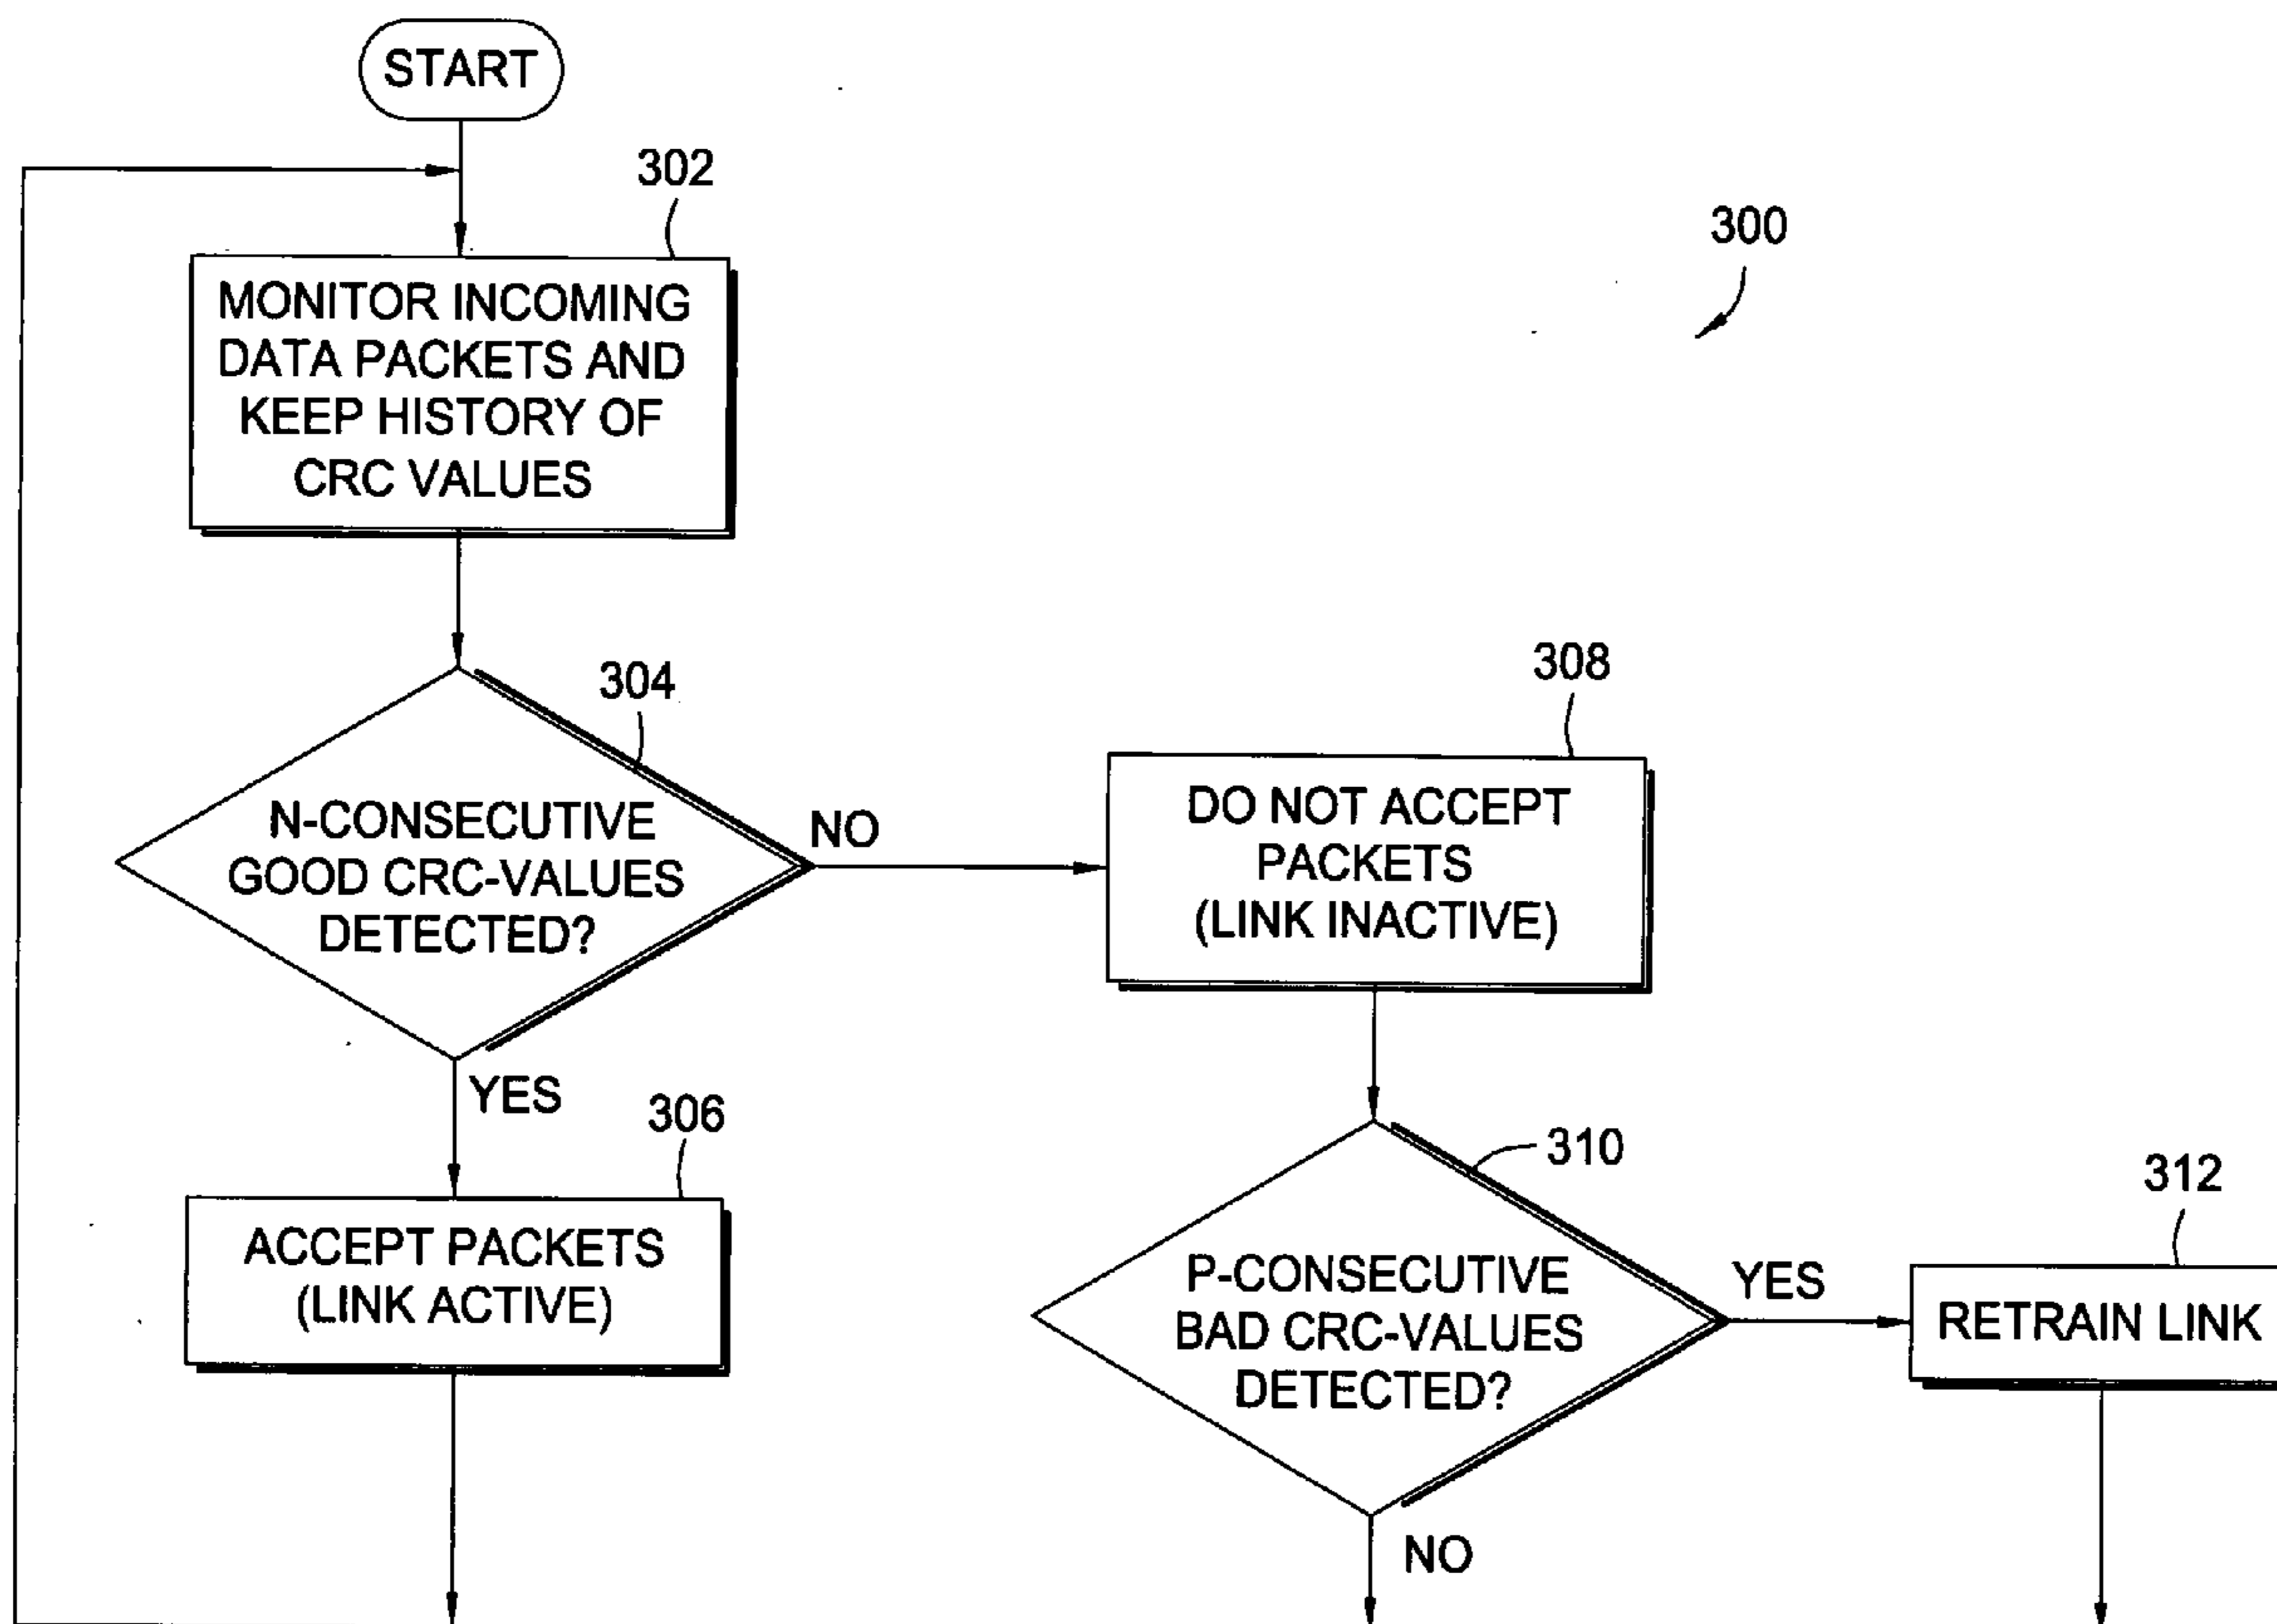 START
302
300
MONITOR INCOMING
DATA PACKETS AND
KEEP HISTORY OF
CRC VALUES
304
N-CONSECUTIVE
GOOD CRC-VALUES
DETECTED?
NO
308
DO NOT ACCEPT
PACKETS
(LINK INACTIVE)
YES
306
ACCEPT PACKETS
(LINK ACTIVE)
310
P-CONSECUTIVE
BAD CRC-VALUES
DETECTED?
YES
312
RETRAIN LINK
NO